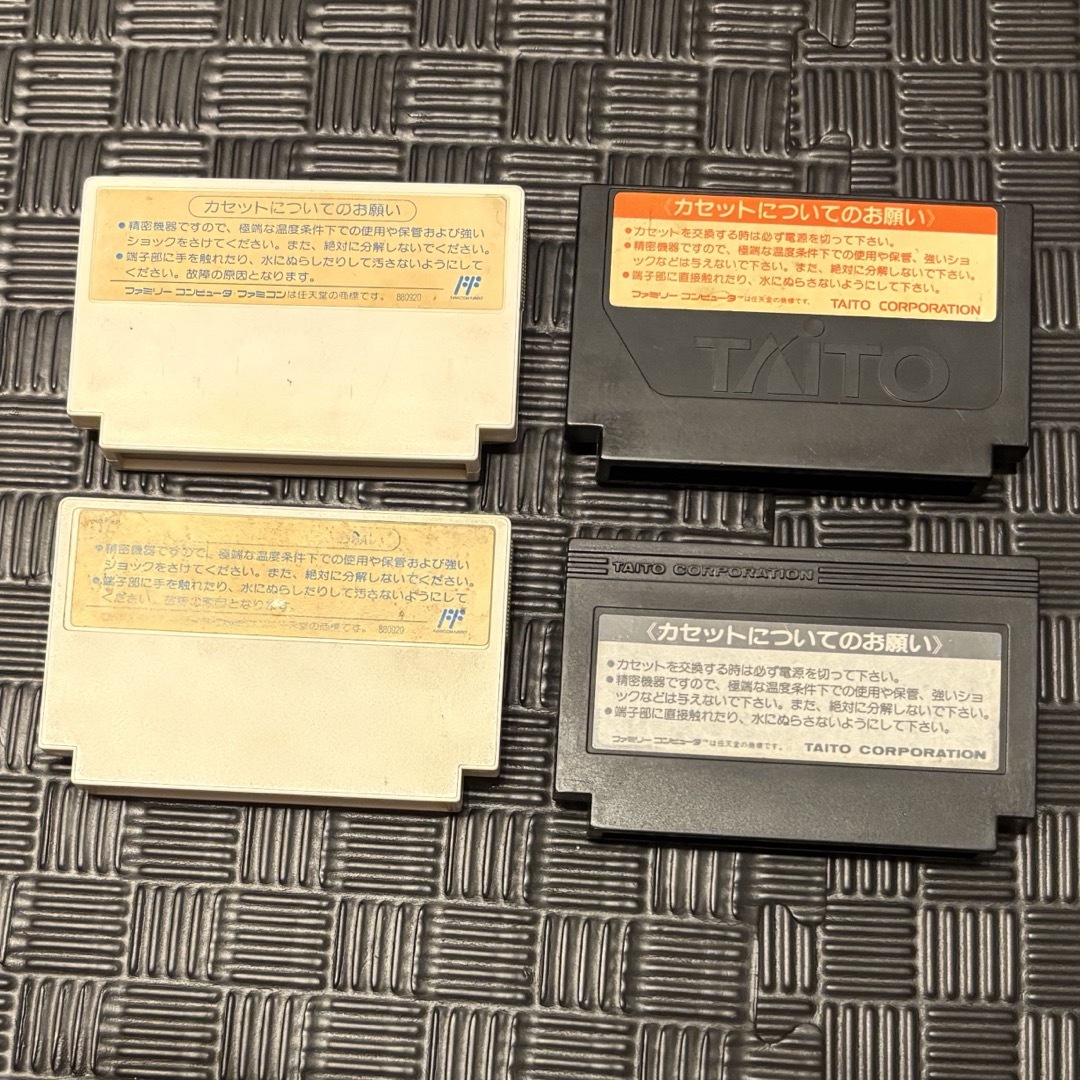 カセットについてのお願い
●精密機器ですので、極端な温度条件下での使用や保管および強い
ショックをさけてください。また、絶対に分解しないでください。
●端子部に手を触れたり、水にぬらしたりして汚さないようにして
ください。故障の原因となります。
ファミリー コンピュータ・ファミコンは任天堂の商標です。 880920
《カセットについてのお願い》
●カセットを交換する時は必ず電源を切って下さい。
●精密機器ですので、極端な温度条件下での使用や保管、強いショ
ックなどは与えないで下さい。また、絶対に分解しないで下さい。
●端子部に直接触れたり、水にぬらさないようにして下さい。
ファミリー コンピュータ™は任天堂の商標です。 TAITO CORPORATION
TAITO
●精密機器ですので、極端な温度条件下での使用や保管および強い
ショックをさけてください。また、絶対に分解しないでください。
●端子部に手を触れたり、水にぬらしたりして汚さないようにして
ください。故障の原因となります。
天堂の商標です。 880920
TAITO CORPORATION
《カセットについてのお願い》
●カセットを交換する時は必ず電源を切って下さい。
●精密機器ですので、極端な温度条件下での使用や保管、強いショ
ックなどは与えないで下さい。また、絶対に分解しないで下さい。
●端子部に直接触れたり、水にぬらさないようにして下さい。
ファミリー コンピュータ™は任天堂の商標です。 TAITO CORPORATION